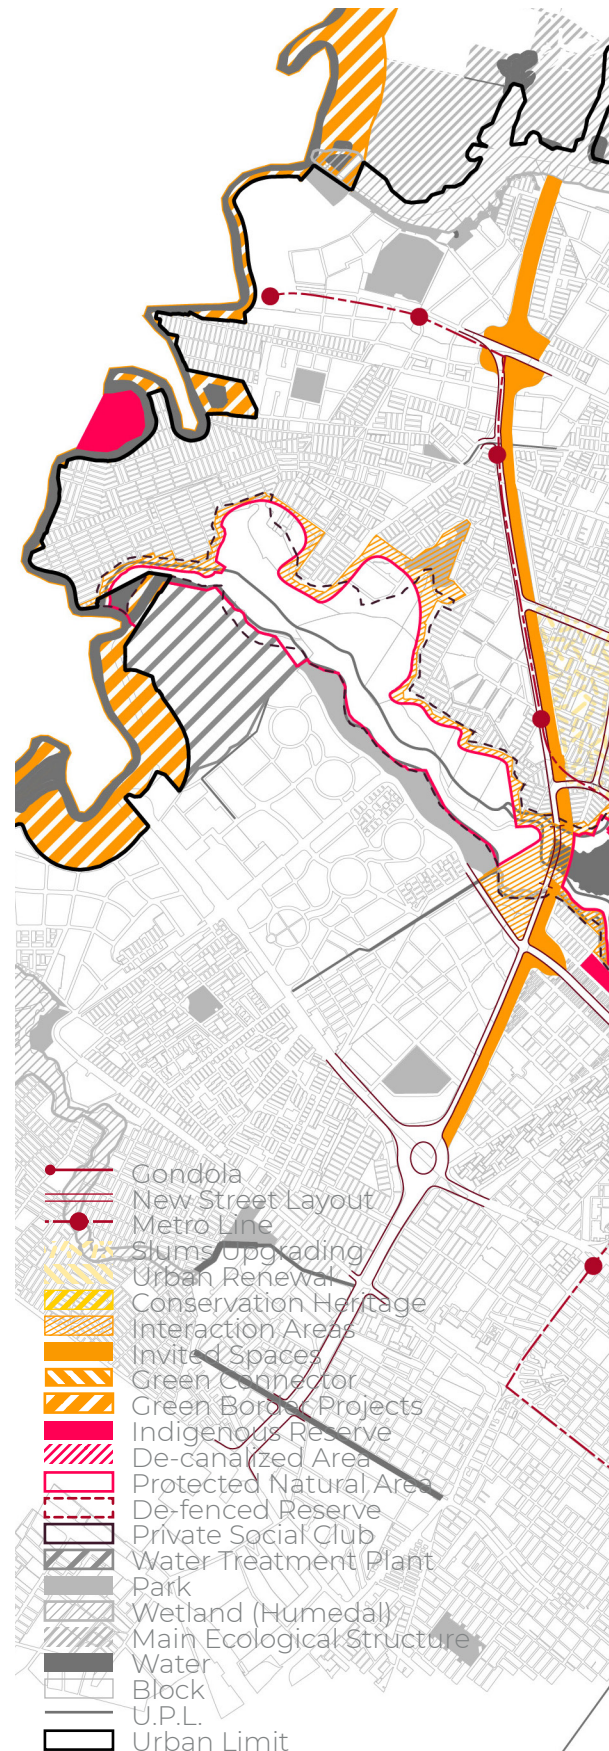 Gondola
New Street Layout
Metro Line
Slums Upgrading
Urban Renewal
Conservation Heritage
Interaction Areas
Invited Spaces
Green Connector
Green Border Projects
Indigenous Reserve
De-canalized Area
Protected Natural Area
De-fenced Reserve
Private Social Club
Water Treatment Plant
Park
Wetland (Humedal)
Main Ecological Structure
Water
Block
U.P.L.
Urban Limit